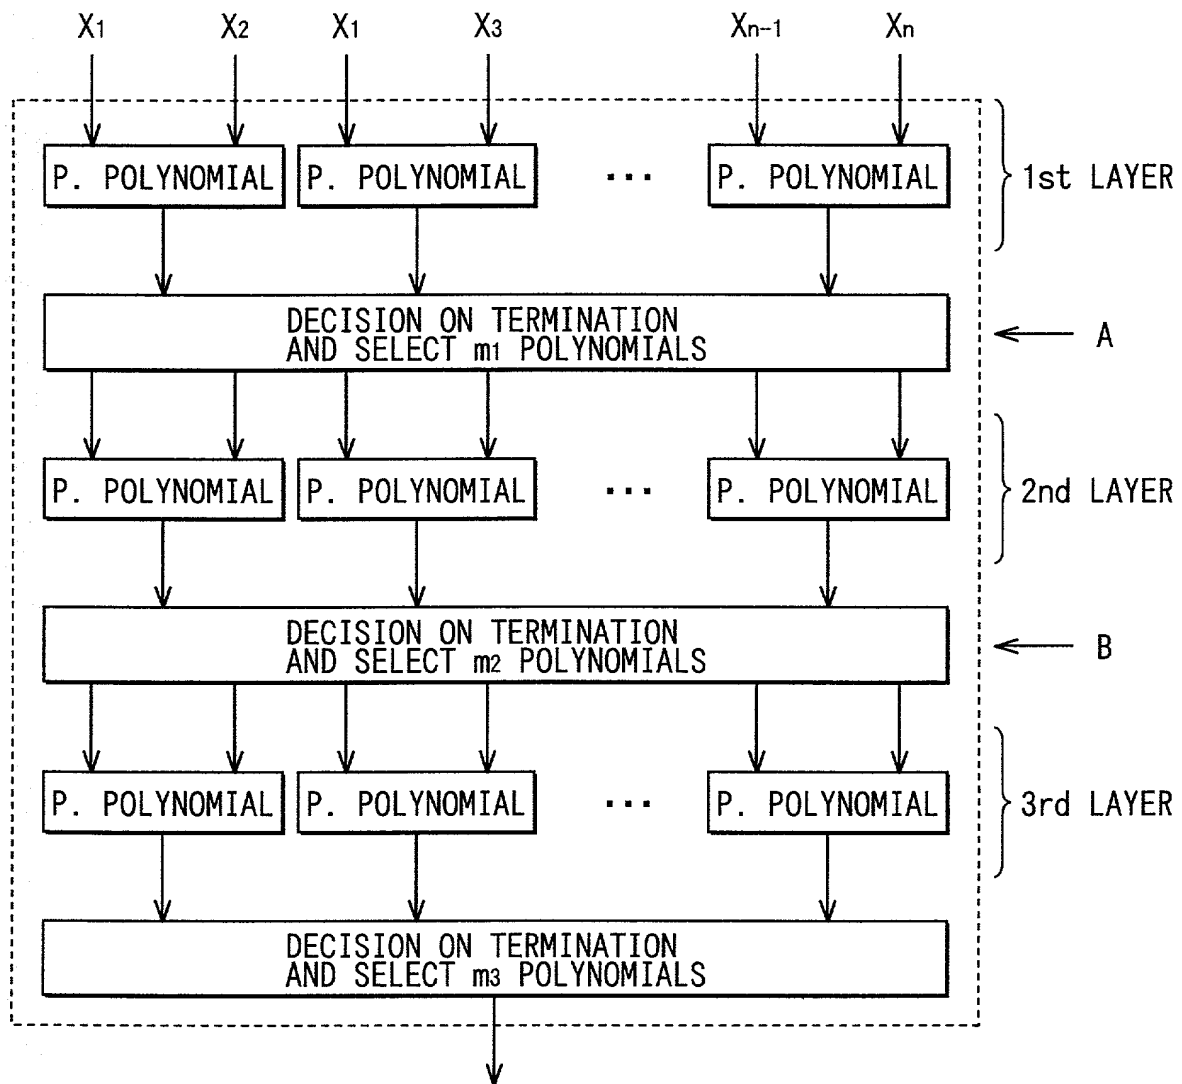 X1 X2 X1 X3 Xn-1 Xn
P. POLYNOMIAL P. POLYNOMIAL ... P. POLYNOMIAL 1st LAYER
DECISION ON TERMINATION
AND SELECT m1 POLYNOMIALS
A
P. POLYNOMIAL P. POLYNOMIAL ... P. POLYNOMIAL 2nd LAYER
DECISION ON TERMINATION
AND SELECT m2 POLYNOMIALS
B
P. POLYNOMIAL P. POLYNOMIAL ... P. POLYNOMIAL 3rd LAYER
DECISION ON TERMINATION
AND SELECT m3 POLYNOMIALS